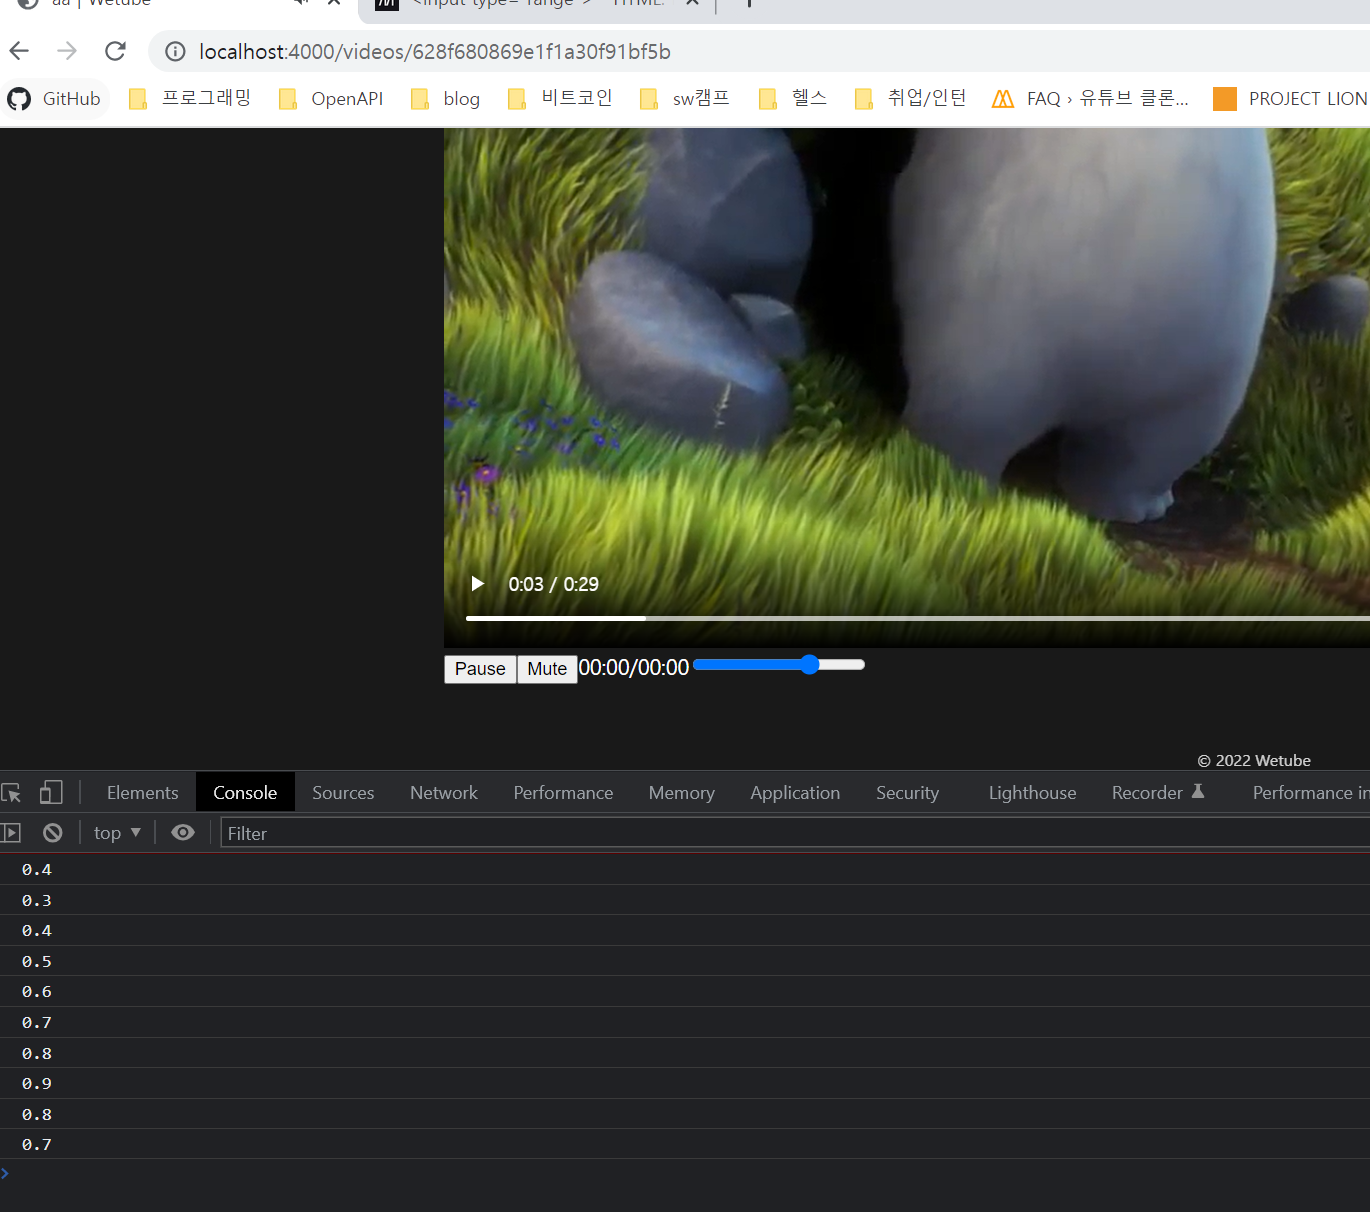 aa | Wetube
<input type="range"> - HTML:
localhost:4000/videos/628f680869e1f1a30f91bf5b
GitHub 프로그래밍 OpenAPI blog 비트코인 sw캠프 헬스 취업/인턴 FAQ › 유튜브 클론... PROJECT LION
0:03 / 0:29
Pause Mute 00:00/00:00
© 2022 Wetube
Elements Console Sources Network Performance Memory Application Security Lighthouse Recorder Performance in
top ▼ Filter
0.4
0.3
0.4
0.5
0.6
0.7
0.8
0.9
0.8
0.7